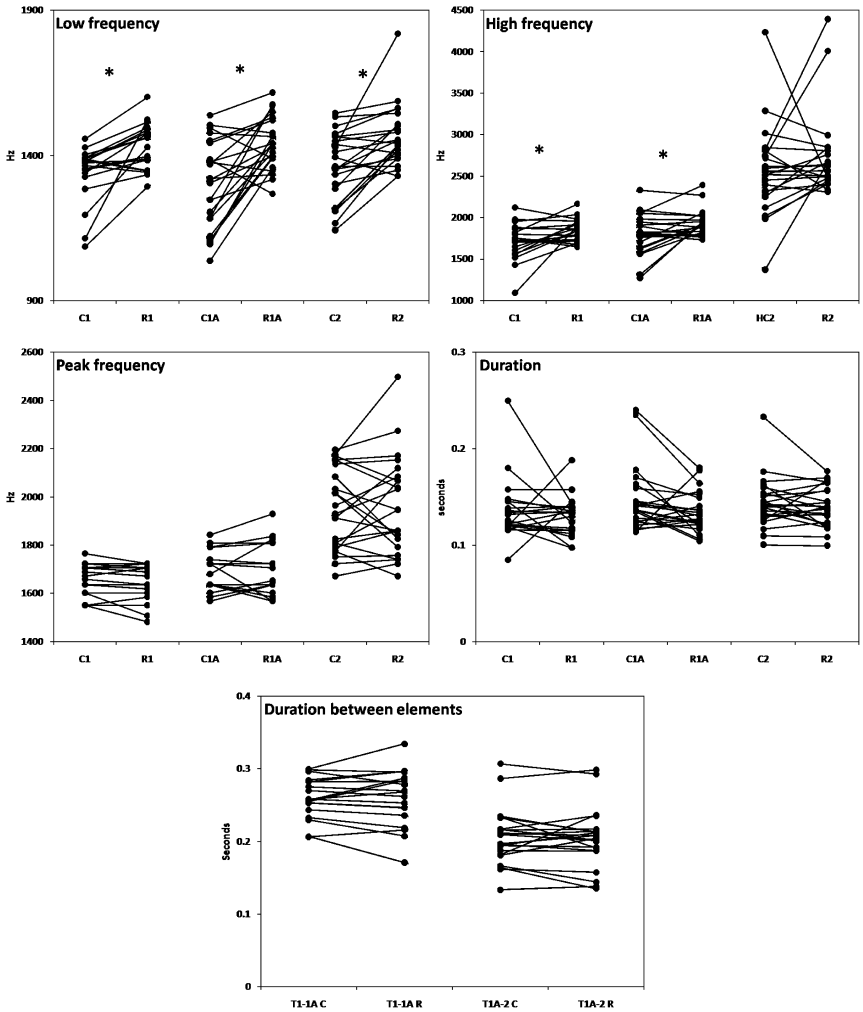 Low frequency
1900
1400
900
Hz
*
*
*
C1 R1 C1A R1A C2 R2
High frequency
4500
4000
3500
3000
2500
2000
1500
1000
Hz
*
*
C1 R1 C1A R1A HC2 R2
Peak frequency
2600
2400
2200
2000
1800
1600
1400
Hz
C1 R1 C1A R1A C2 R2
Duration
0.3
0.2
0.1
0
seconds
C1 R1 C1A R1A C2 R2
Duration between elements
0.4
0.3
0.2
0.1
0
Seconds
T1-1A C T1-1A R T1A-2 C T1A-2 R